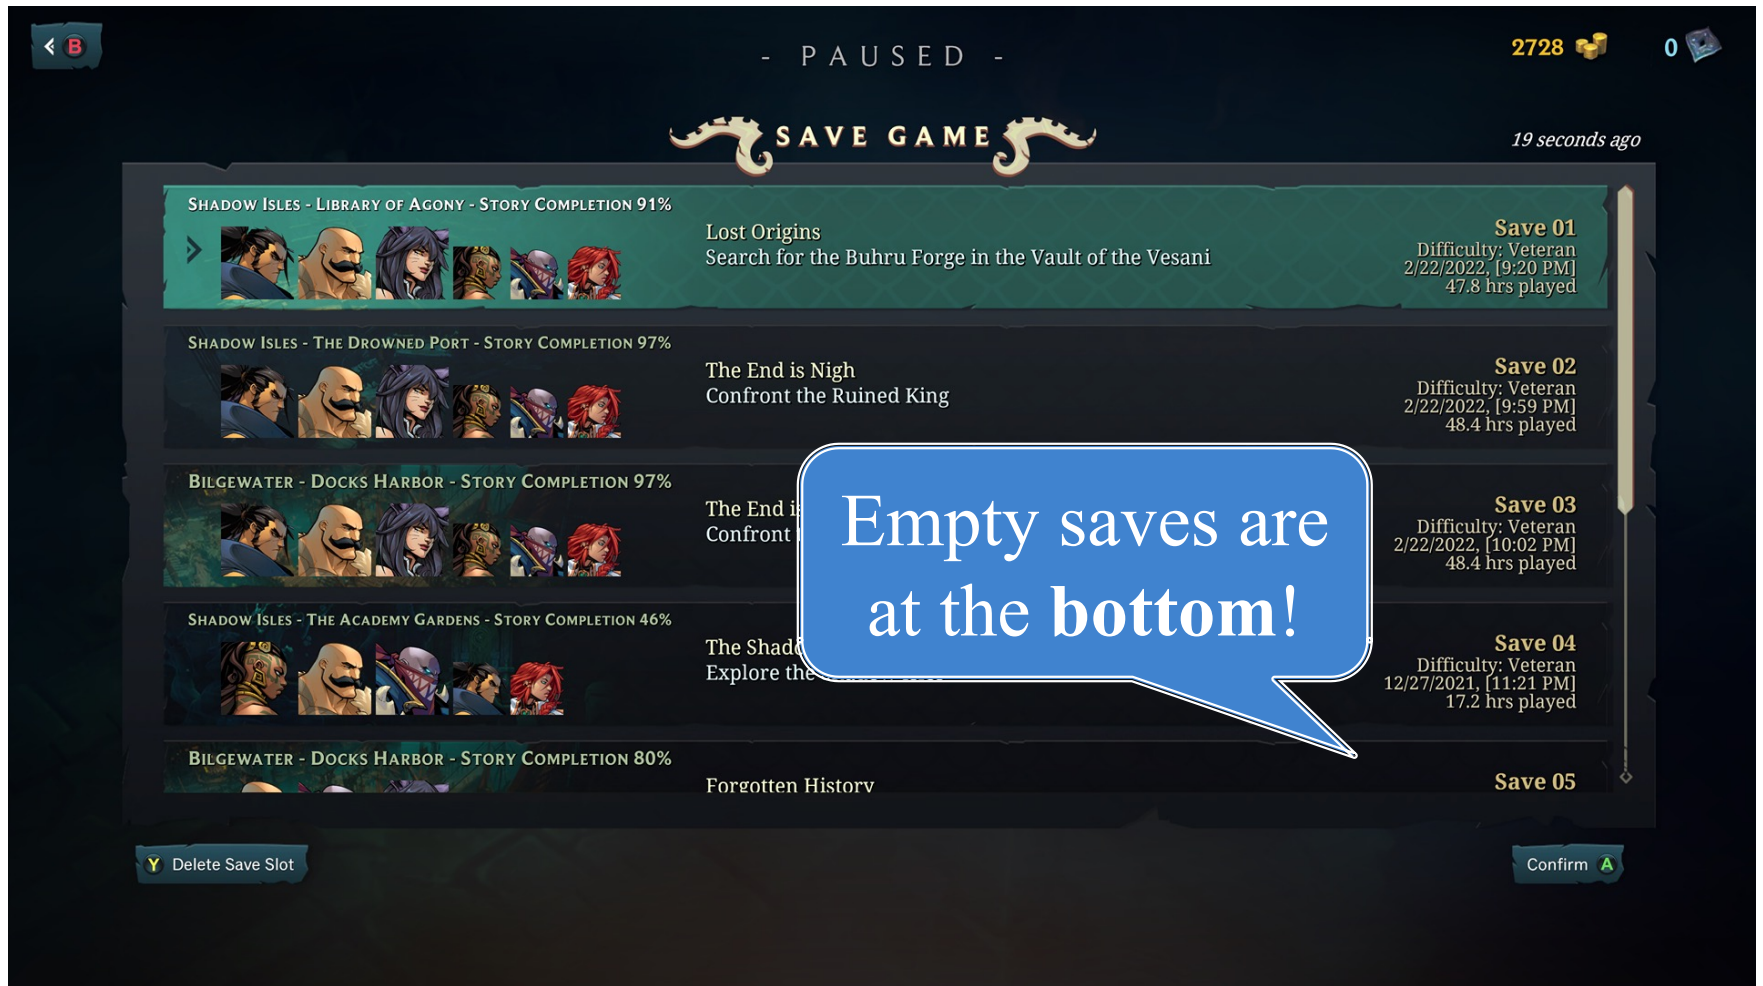 B
- PAUSED -
2728
0
SAVE GAME
19 seconds ago
SHADOW ISLES - LIBRARY OF AGONY - STORY COMPLETION 91%
Lost Origins
Search for the Buhru Forge in the Vault of the Vesani
Save 01
Difficulty: Veteran
2/22/2022, [9:20 PM]
47.8 hrs played
SHADOW ISLES - THE DROWNED PORT - STORY COMPLETION 97%
The End is Nigh
Confront the Ruined King
Save 02
Difficulty: Veteran
2/22/2022, [9:59 PM]
48.4 hrs played
BILGEWATER - DOCKS HARBOR - STORY COMPLETION 97%
The End
Confront
Save 03
Difficulty: Veteran
2/22/2022, [10:02 PM]
48.4 hrs played
Empty saves are
at the bottom!
SHADOW ISLES - THE ACADEMY GARDENS - STORY COMPLETION 46%
The
Explore the
Save 04
Difficulty: Veteran
12/27/2021, [11:21 PM]
17.2 hrs played
BILGEWATER - DOCKS HARBOR - STORY COMPLETION 80%
Forgotten History
Save 05
Y Delete Save Slot
Confirm A